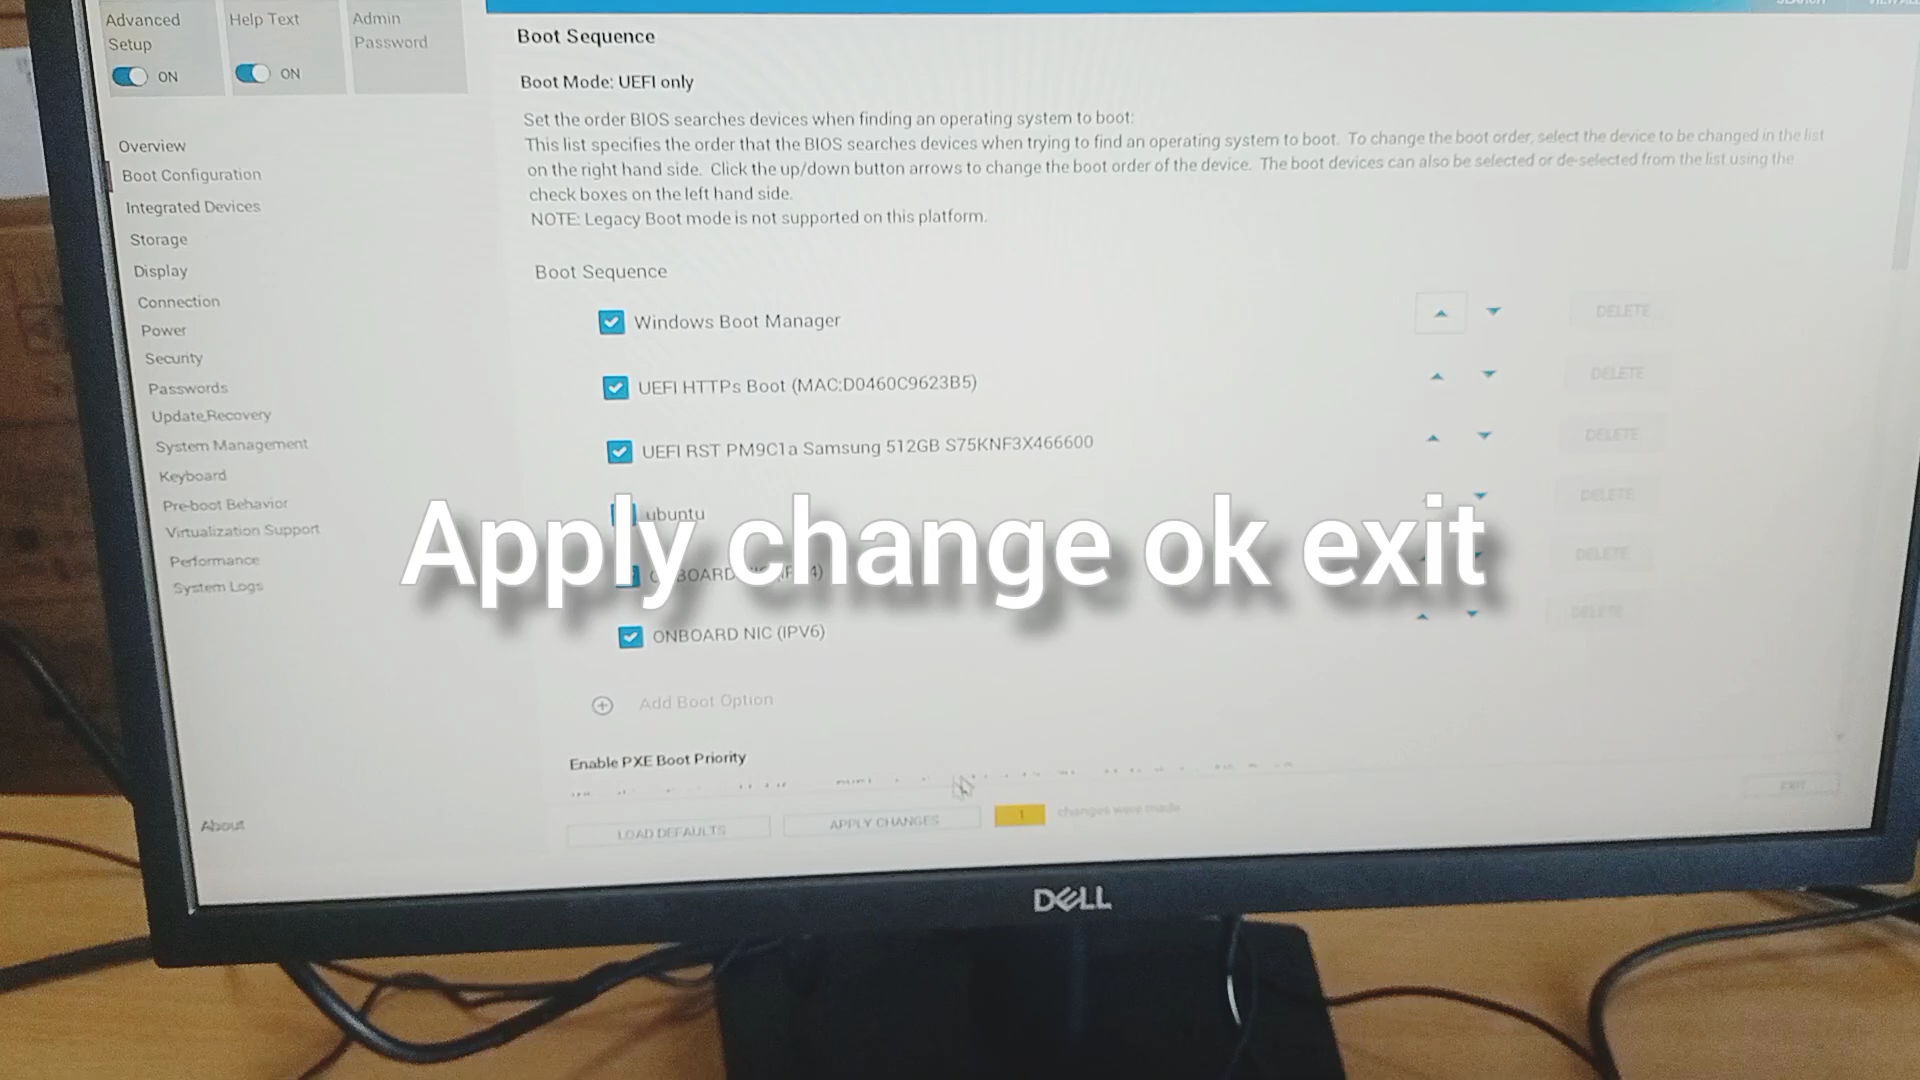 Advanced Setup
ON
Help Text
ON
Admin Password
Overview
Boot Configuration
Integrated Devices
Storage
Display
Connection
Power
Security
Passwords
Update,Recovery
System Management
Keyboard
Pre-boot Behavior
Virtualization Support
Performance
System Logs
About
Boot Sequence
Boot Mode: UEFI only
Set the order BIOS searches devices when finding an operating system to boot:
This list specifies the order that the BIOS searches devices when trying to find an operating system to boot. To change the boot order, select the device to be changed in the list
on the right hand side. Click the up/down button arrows to change the boot order of the device. The boot devices can also be selected or de-selected from the list using the
check boxes on the left hand side.
NOTE: Legacy Boot mode is not supported on this platform.
Boot Sequence
Windows Boot Manager
DELETE
UEFI HTTPs Boot (MAC:D0460C9623B5)
DELETE
UEFI RST PM9C1a Samsung 512GB S75KNF3X466600
DELETE
ubuntu
DELETE
Apply change ok exit
DELETE
ONBOARD NIC (IPV6)
DELETE
Add Boot Option
Enable PXE Boot Priority
LOAD DEFAULTS
APPLY CHANGES
1
changes were made
EXIT
DELL